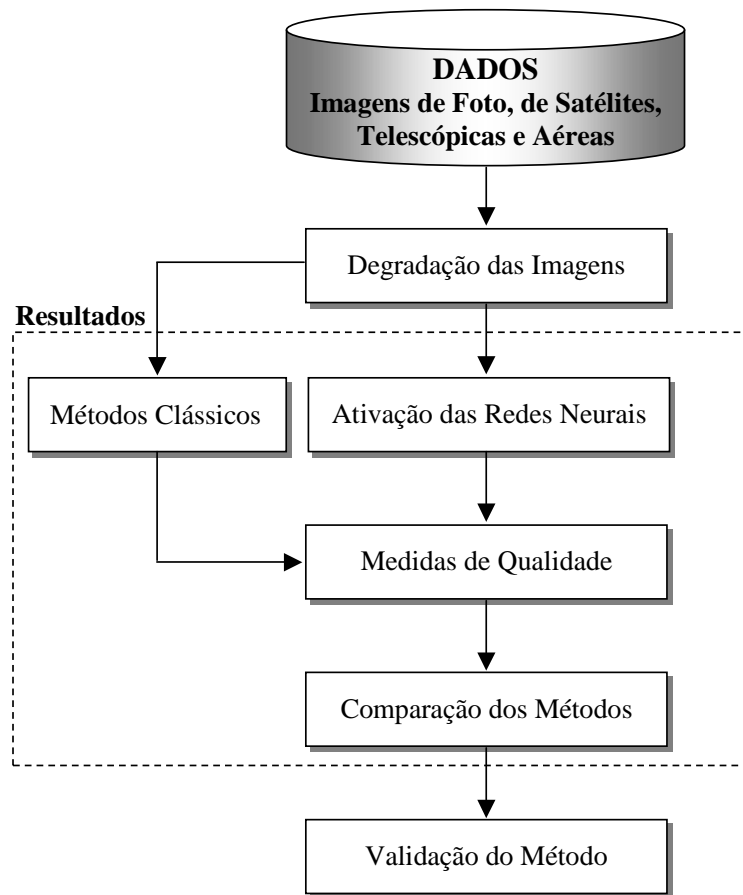 DADOS
Imagens de Foto, de Satélites,
Telescópicas e Aéreas
Degradação das Imagens
Resultados
Métodos Clássicos
Ativação das Redes Neurais
Medidas de Qualidade
Comparação dos Métodos
Validação do Método